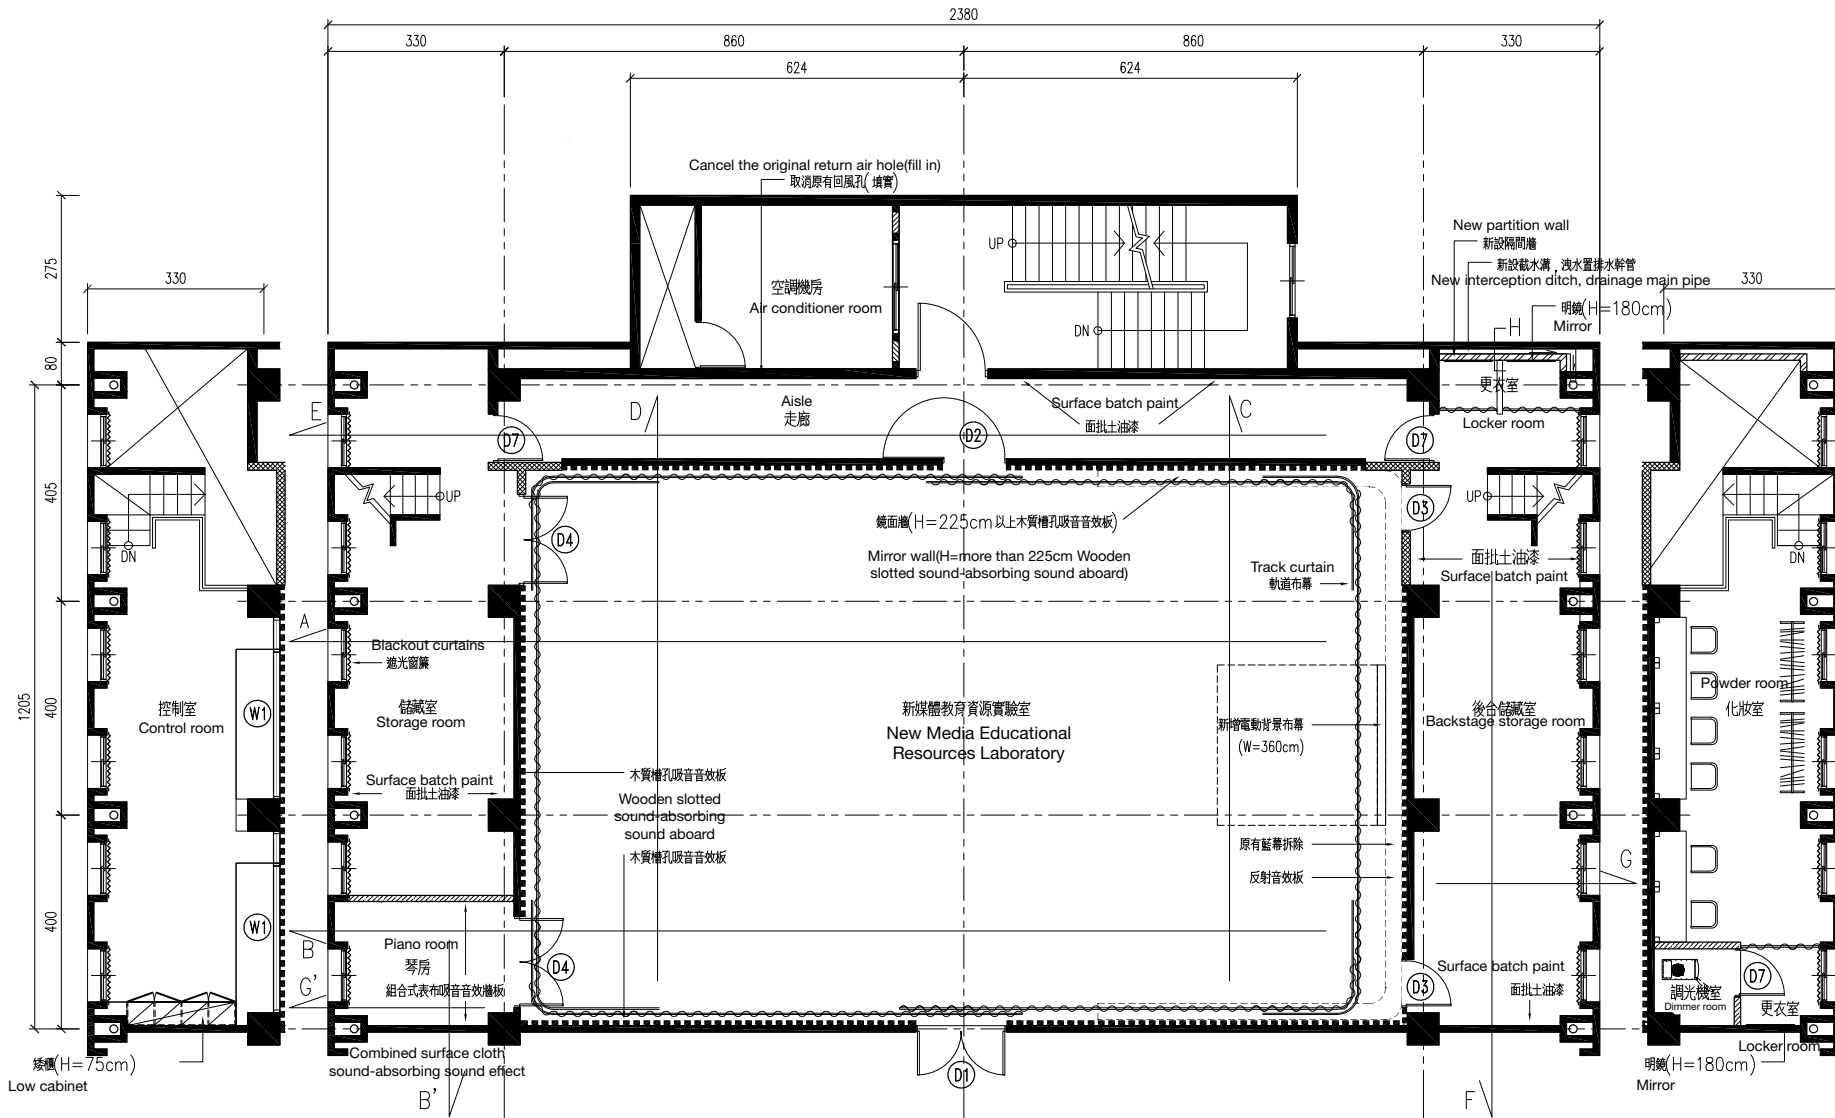 2380
330
860
860
330
624
624
Cancel the original return air hole(fill in)
取消原有回風孔(填實)
275
330
80
405
1205
400
400
空調機房
Air conditioner room
UP
DN
New partition wall
新設隔間牆
新設截水溝，洩水置排水幹管
New interception ditch, drainage main pipe
330
明鏡(H=180cm)
Mirror
H
更衣室
Locker room
E
D
Aisle
走廊
Surface batch paint
面批土油漆
C
D7
D2
D7
UP
DN
UP
DN
D4
D3
鏡面牆(H=225cm以上木質槽孔吸音音效板)
Mirror wall(H=more than 225cm Wooden
slotted sound-absorbing sound aboard)
Track curtain
軌道布幕
面批土油漆
Surface batch paint
A
Blackout curtains
遮光窗簾
控制室
Control room
W1
儲藏室
Storage room
新媒體教育資源實驗室
New Media Educational
Resources Laboratory
新增電動背景布幕
(W=360cm)
後台儲藏室
Backstage storage room
Powder room
化妝室
Surface batch paint
面批土油漆
木質槽孔吸音音效板
Wooden slotted
sound-absorbing
sound aboard
木質槽孔吸音音效板
原有藍幕拆除
反射音效板
G
W1
B
G'
Piano room
琴房
組合式表布吸音音效牆板
D4
D3
Surface batch paint
面批土油漆
調光機室
Dimmer room
D7
更衣室
Locker room
矮櫃(H=75cm)
Low cabinet
Combined surface cloth
sound-absorbing sound effect
B'
D1
F
明鏡(H=180cm)
Mirror